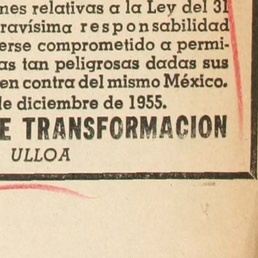 nes relativas a la Ley del 31
ravísima responsabilidad
erse comprometido a permi-
as tan peligrosas dadas sus
en contra del mismo México.
de diciembre de 1955.
E TRANSFORMACION
ULLOA